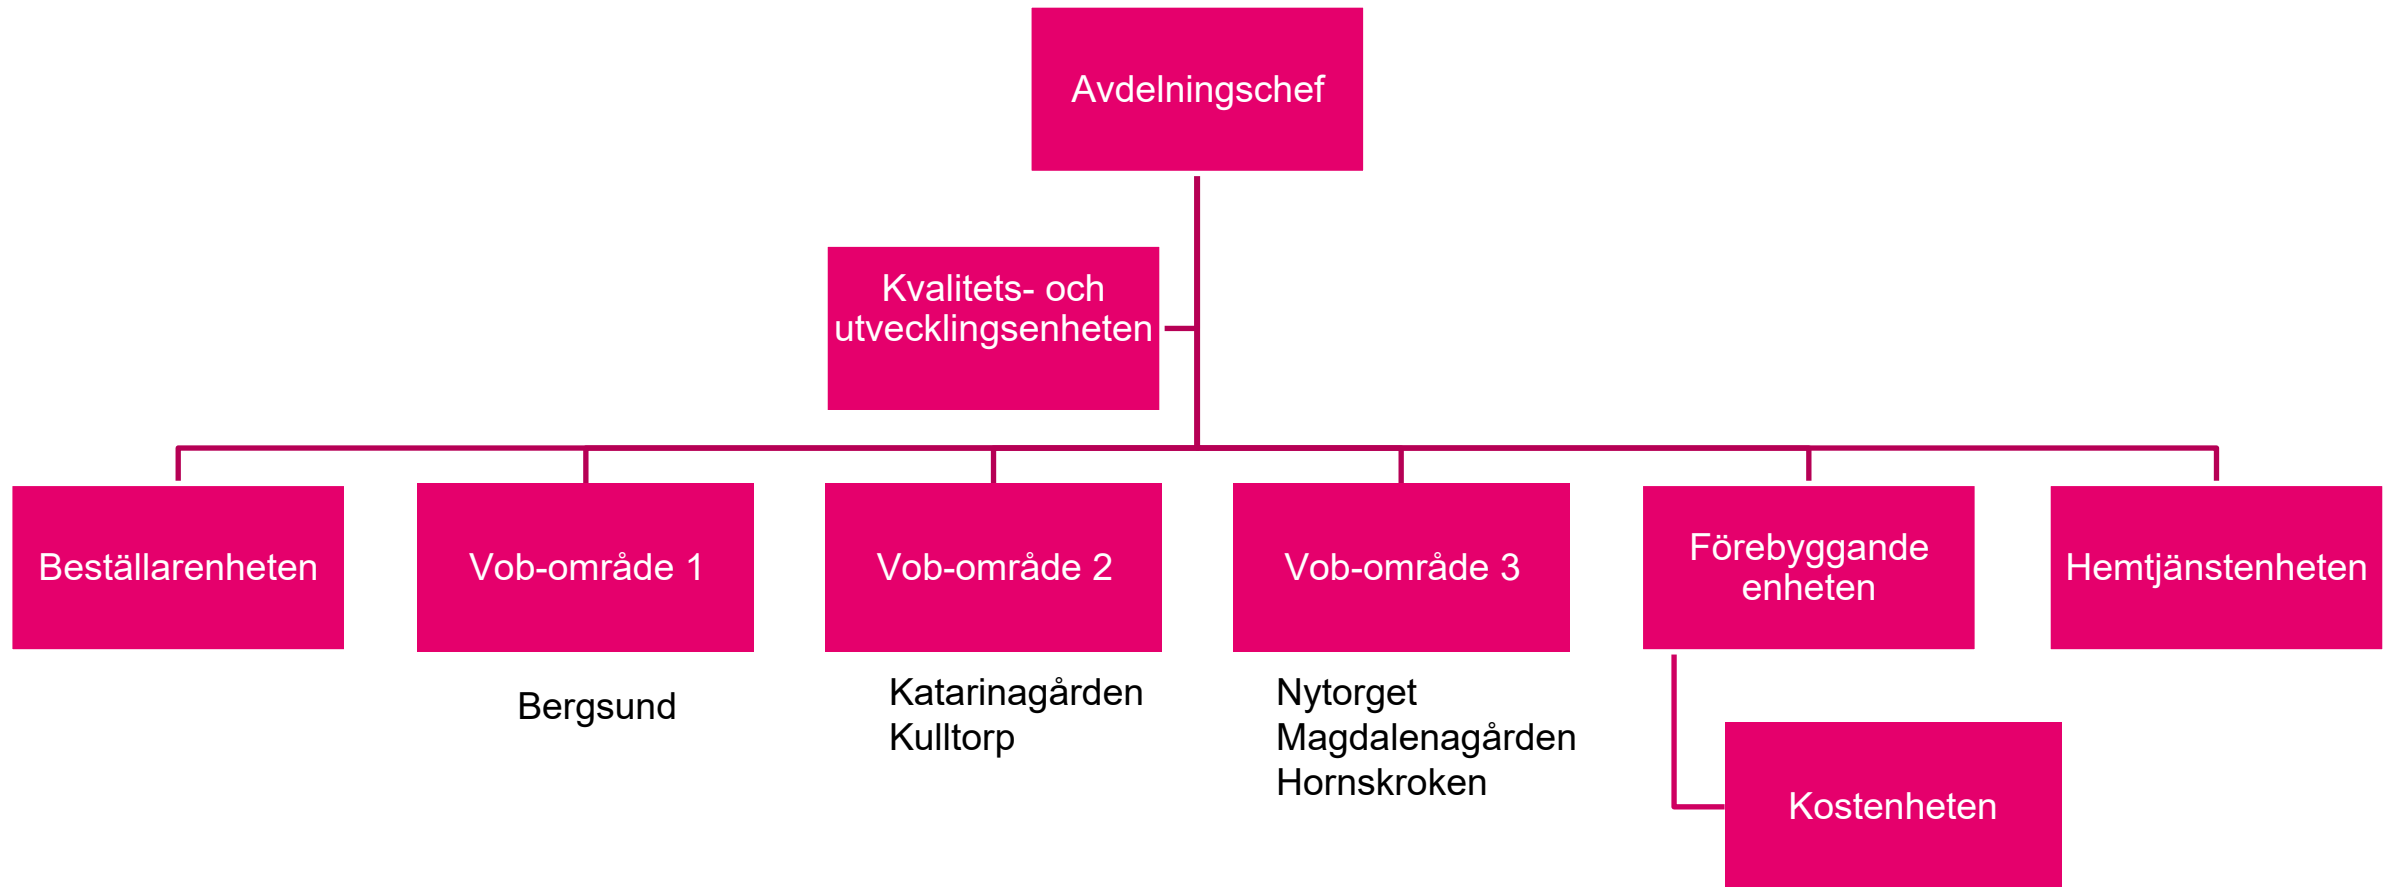 Avdelningschef
Kvalitets- och
utvecklingsenheten
Beställarenheten
Vob-område 1
Vob-område 2
Vob-område 3
Förebyggande
enheten
Hemtjänstenheten
Bergsund
Katarinagården
Kulltorp
Nytorget
Magdalenagården
Hornskroken
Kostenheten